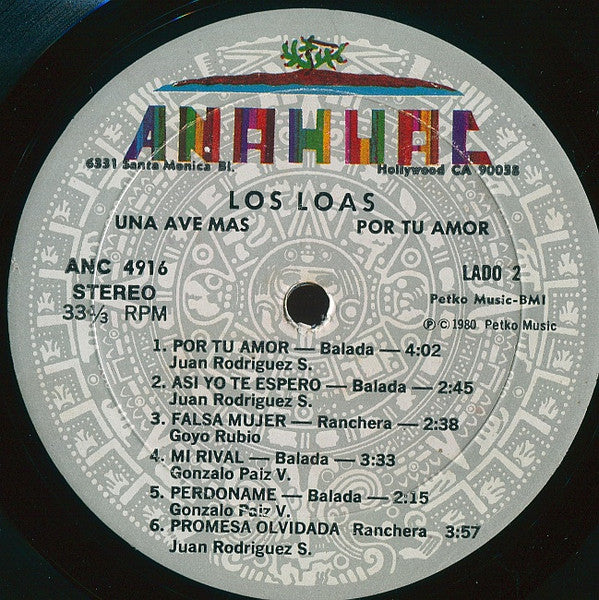 ANAHUAC
6331 Santa Monica Bl. Hollywood CA 90038
LOS LOAS
UNA AVE MAS POR TU AMOR
ANC 4916 LADO 2
STEREO Petko Music-BMI
33⅓ RPM ℗ © 1980 Petko Music
1. POR TU AMOR — Balada — 4:02
Juan Rodriguez S.
2. ASI YO TE ESPERO — Balada — 2:45
Juan Rodriguez S.
3. FALSA MUJER — Ranchera — 2:38
Goyo Rubio
4. MI RIVAL — Balada — 3:33
Gonzalo Paiz V.
5. PERDONAME — Balada — 2:15
Gonzalo Paiz V.
6. PROMESA OLVIDADA Ranchera 3:57
Juan Rodriguez S.